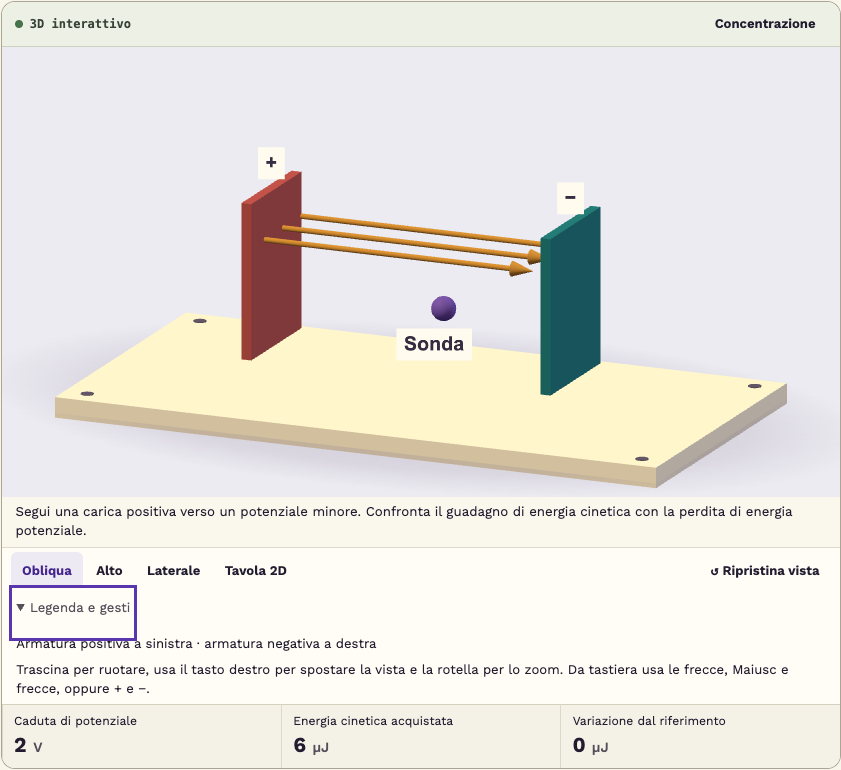 3D interattivo
Concentrazione
+
−
Sonda
Segui una carica positiva verso un potenziale minore. Confronta il guadagno di energia cinetica con la perdita di energia
potenziale.
Obliqua
Alto
Laterale
Tavola 2D
↺ Ripristina vista
▼ Legenda e gesti
Armatura positiva a sinistra · armatura negativa a destra
Trascina per ruotare, usa il tasto destro per spostare la vista e la rotella per lo zoom. Da tastiera usa le frecce, Maiusc e
frecce, oppure + e −.
Caduta di potenziale
2 V
Energia cinetica acquistata
6 μJ
Variazione dal riferimento
0 μJ